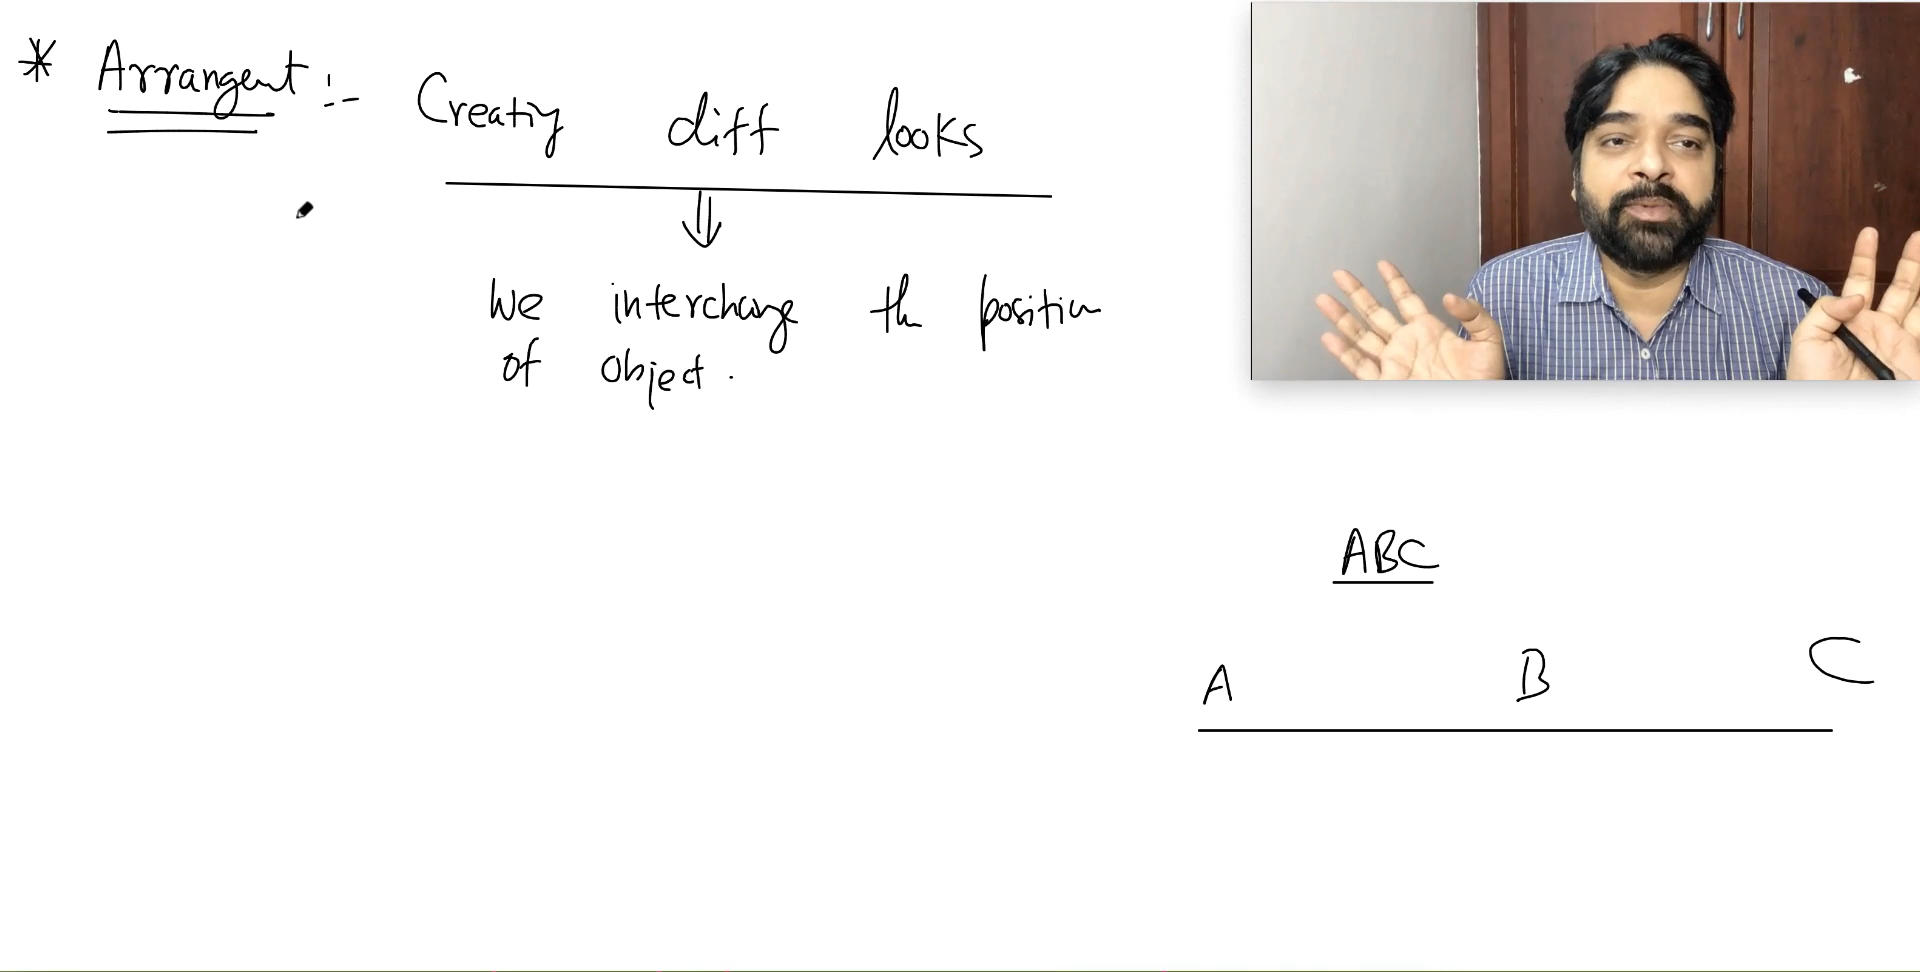 * Arrangent :- Creatiy diff looks
We interchange the position
of object.
ABC
A B C